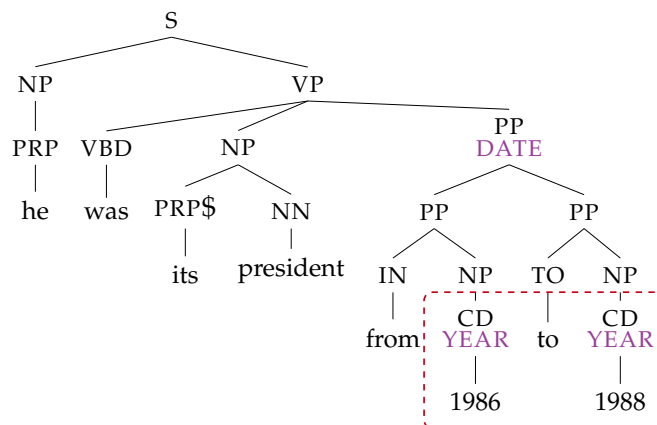 S
NP VP
PP
PRP VBD NP DATE
he was PRP$ NN PP PP
its president IN NP TO NP
CD CD
from YEAR to YEAR
1986 1988